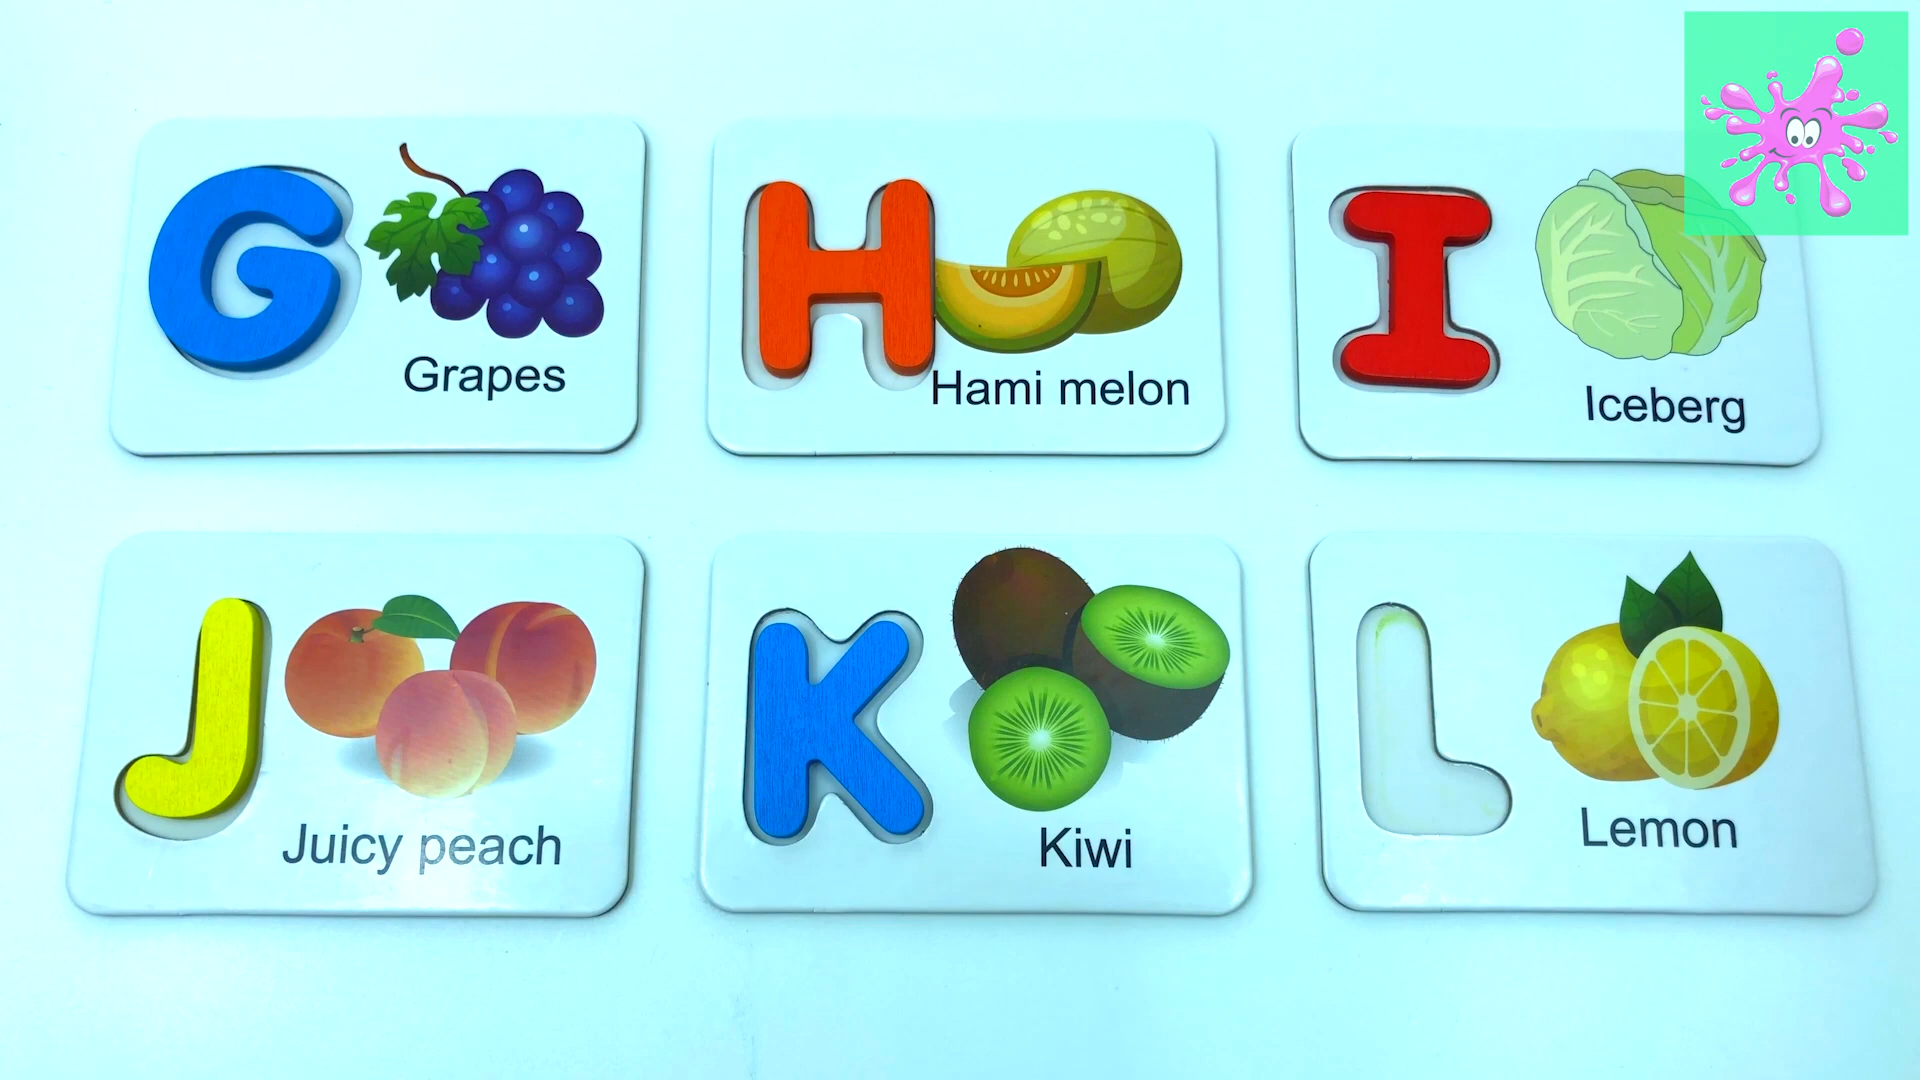 G
Grapes
H
Hami melon
I
Iceberg
J
Juicy peach
K
Kiwi
L
Lemon